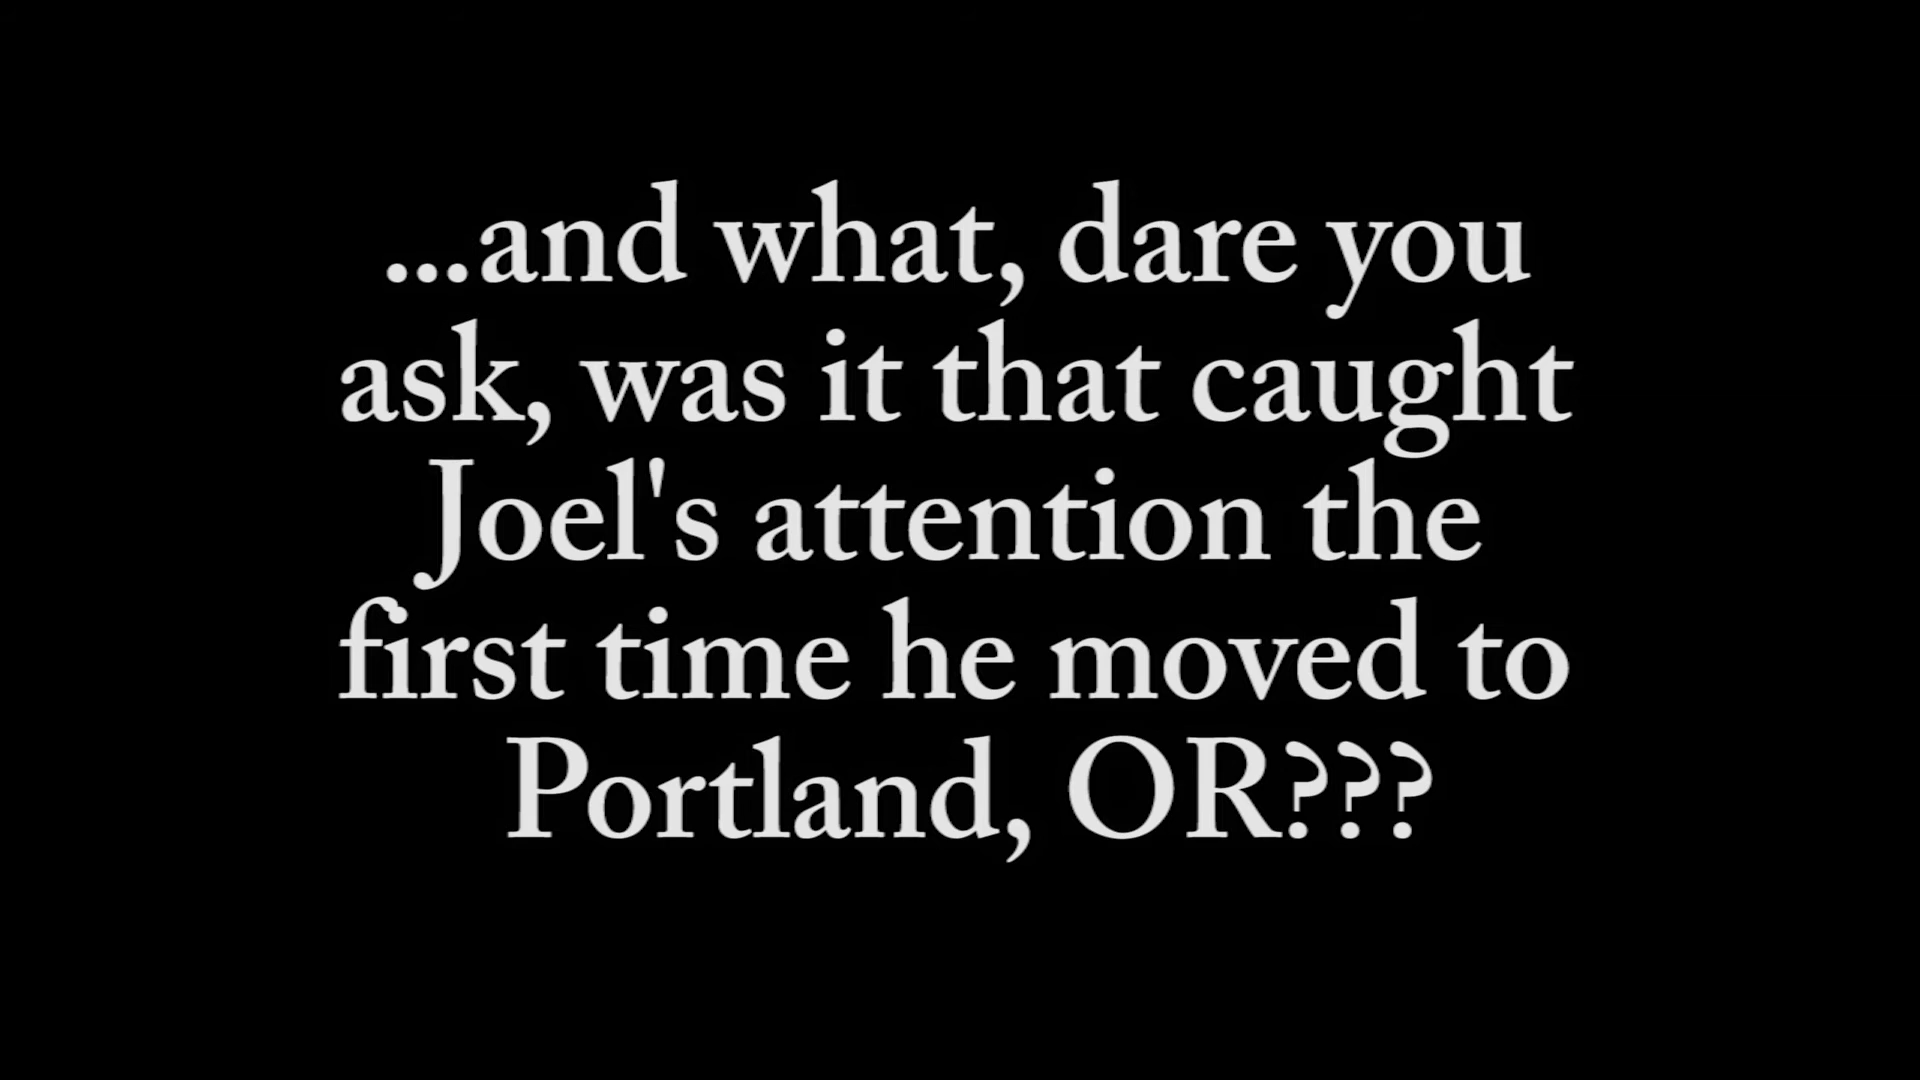 ...and what, dare you
ask, was it that caught
Joel's attention the
first time he moved to
Portland, OR???